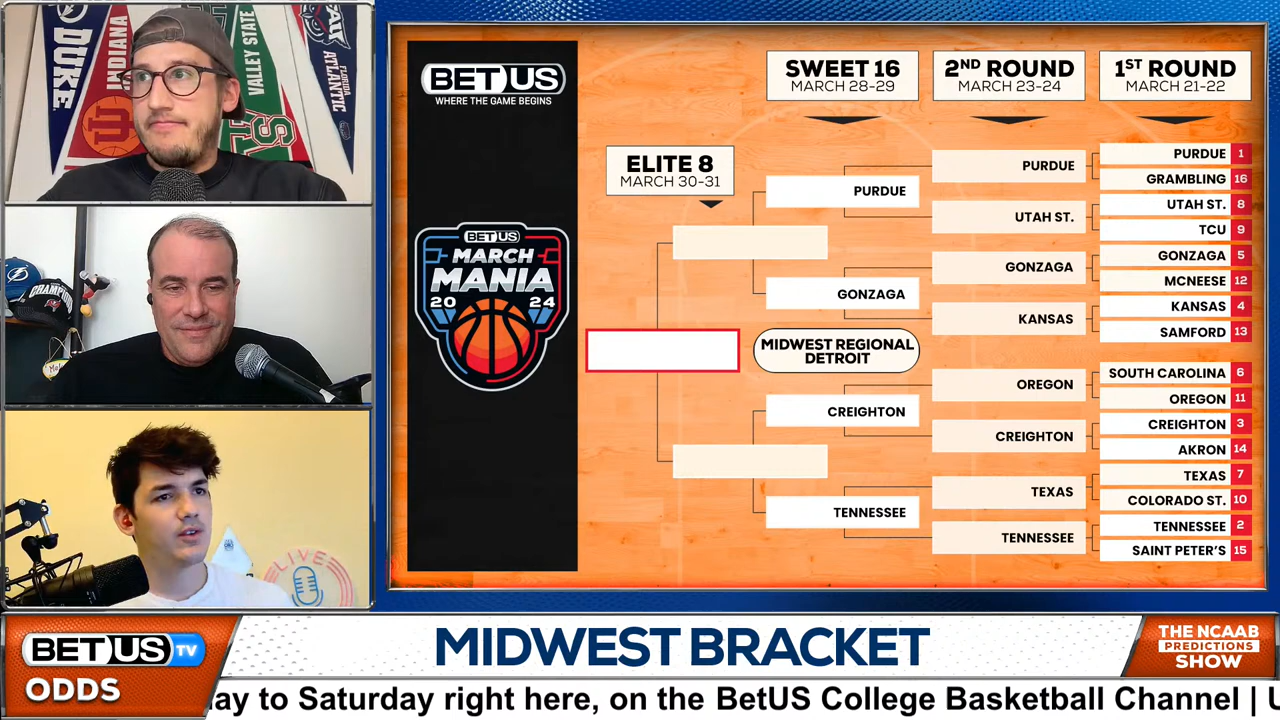 DUKE
INDIANA
VALLEY STATE
FAU
FLORIDA
ATLANTIC
CHAMPIONS
LIVE
BETUS
WHERE THE GAME BEGINS
BETUS
MARCH
MANIA
20 24
SWEET 16
MARCH 28-29
2ND ROUND
MARCH 23-24
1ST ROUND
MARCH 21-22
ELITE 8
MARCH 30-31
PURDUE
GONZAGA
CREIGHTON
TENNESSEE
MIDWEST REGIONAL
DETROIT
PURDUE
UTAH ST.
GONZAGA
KANSAS
OREGON
CREIGHTON
TEXAS
TENNESSEE
PURDUE 1
GRAMBLING 16
UTAH ST. 8
TCU 9
GONZAGA 5
MCNEESE 12
KANSAS 4
SAMFORD 13
SOUTH CAROLINA 6
OREGON 11
CREIGHTON 3
AKRON 14
TEXAS 7
COLORADO ST. 10
TENNESSEE 2
SAINT PETER'S 15
BETUS TV
ODDS
MIDWEST BRACKET
THE NCAAB
PREDICTIONS
SHOW
ay to Saturday right here, on the BetUS College Basketball Channel | U